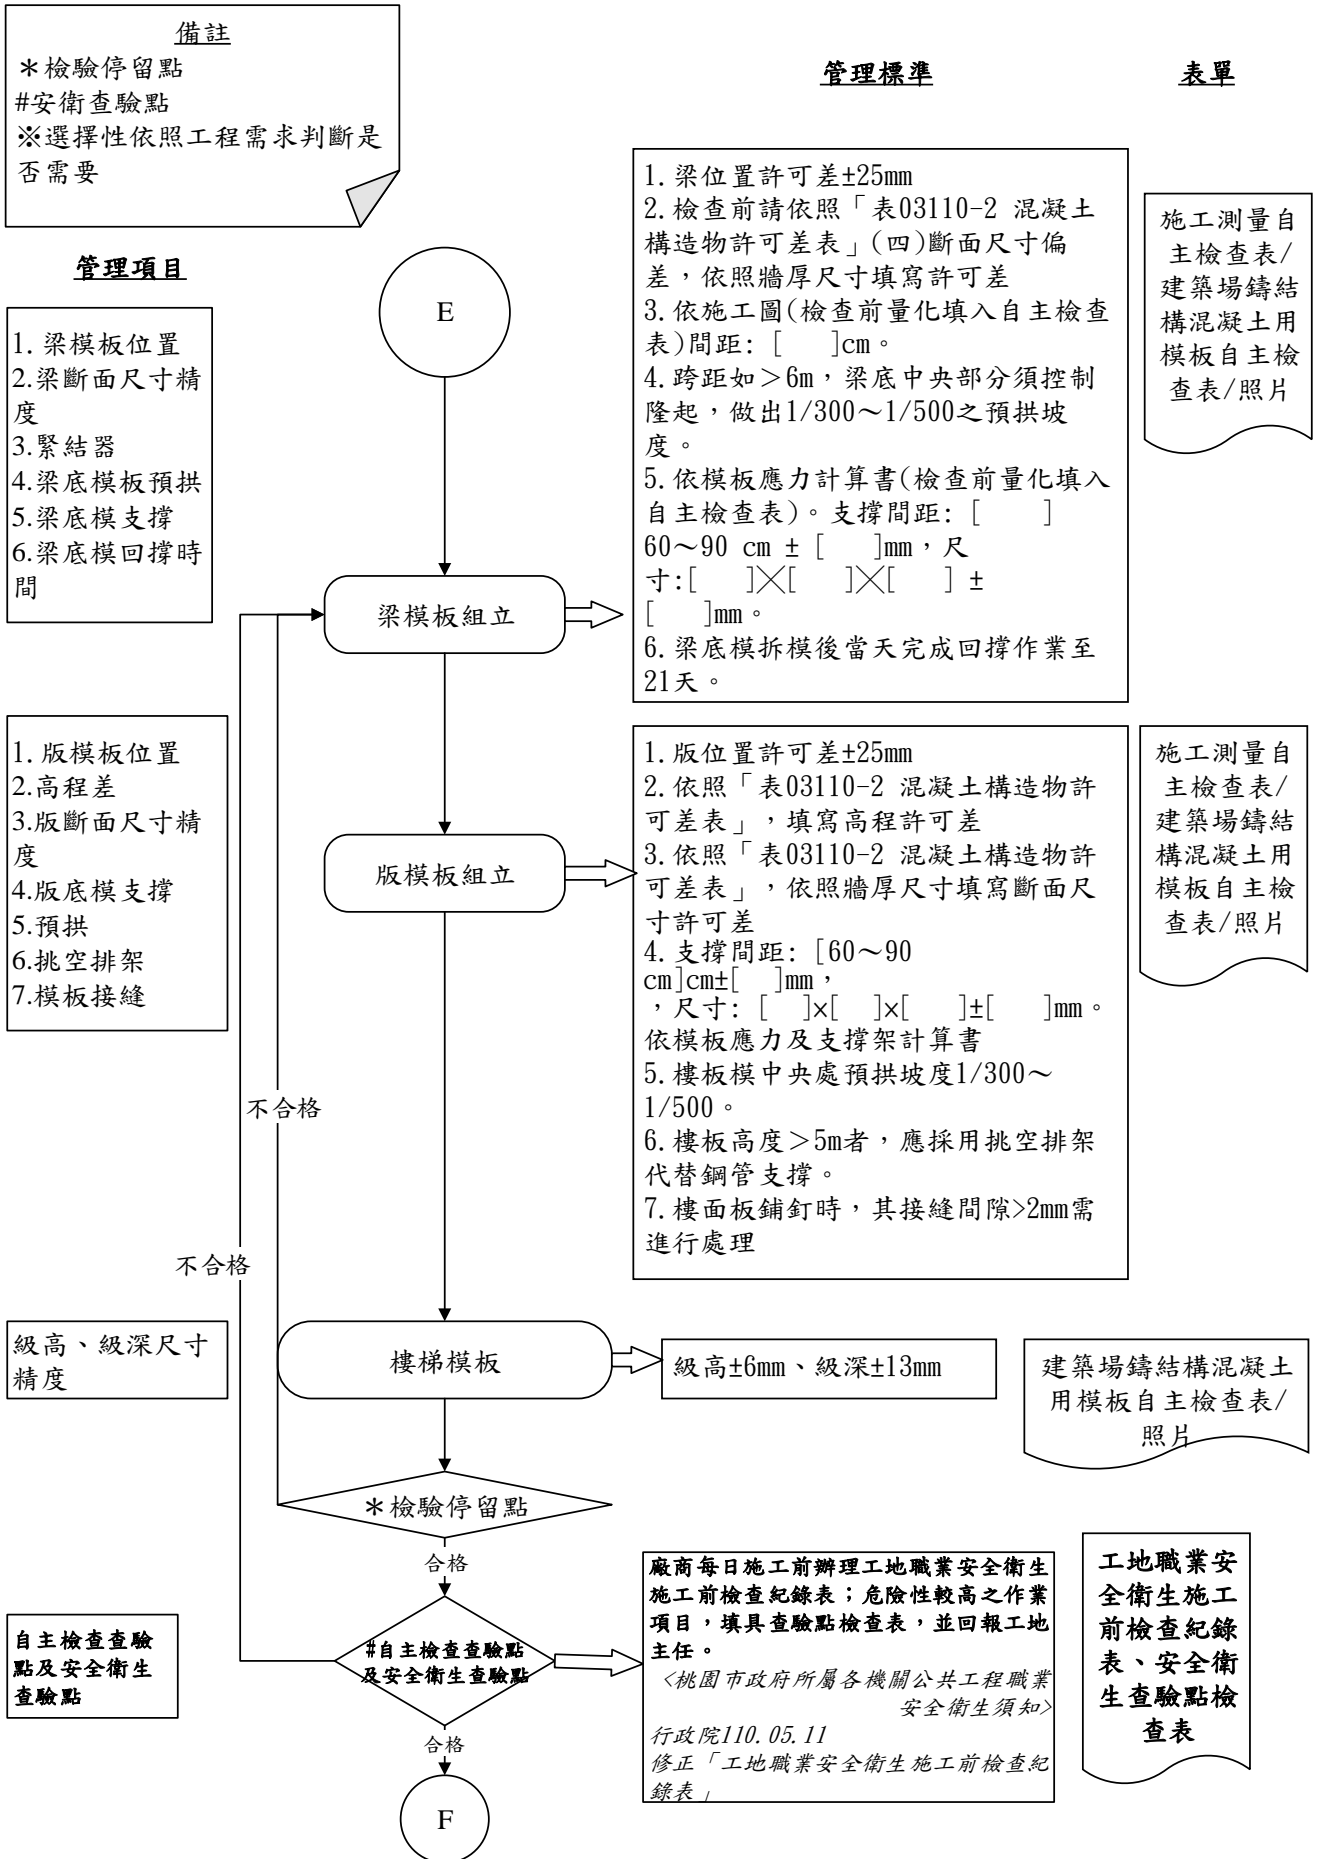 備註
＊檢驗停留點
#安衛查驗點
※選擇性依照工程需求判斷是
否需要
管理標準
表單
管理項目
E
1. 梁模板位置
2.梁斷面尺寸精
度
3.緊結器
4.梁底模板預拱
5.梁底模支撐
6.梁底模回撐時
間
梁模板組立
1.梁位置許可差±25mm
2.檢查前請依照「表03110-2 混凝土
構造物許可差表」(四)斷面尺寸偏
差，依照牆厚尺寸填寫許可差
3.依施工圖(檢查前量化填入自主檢查
表)間距: [　]cm。
4.跨距如＞6m，梁底中央部分須控制
隆起，做出1/300～1/500之預拱坡
度。
5.依模板應力計算書(檢查前量化填入
自主檢查表)。支撐間距: [　]
60～90 cm ± [　]mm，尺
寸:[　]╳[　]╳[　] ±
[　]mm。
6.梁底模拆模後當天完成回撐作業至
21天。
施工測量自
主檢查表/
建築場鑄結
構混凝土用
模板自主檢
查表/照片
1. 版模板位置
2.高程差
3.版斷面尺寸精
度
4.版底模支撐
5.預拱
6.挑空排架
7.模板接縫
版模板組立
1.版位置許可差±25mm
2.依照「表03110-2 混凝土構造物許
可差表」，填寫高程許可差
3.依照「表03110-2 混凝土構造物許
可差表」，依照牆厚尺寸填寫斷面尺
寸許可差
4.支撐間距: [60～90
cm]cm±[　]mm，
，尺寸: [　]×[　]×[　]±[　]mm。
依模板應力及支撐架計算書
5.樓板模中央處預拱坡度1/300～
1/500。
6.樓板高度＞5m者，應採用挑空排架
代替鋼管支撐。
7.樓面板鋪釘時，其接縫間隙>2mm需
進行處理
施工測量自
主檢查表/
建築場鑄結
構混凝土用
模板自主檢
查表/照片
不合格
不合格
級高、級深尺寸
精度
樓梯模板
級高±6mm、級深±13mm
建築場鑄結構混凝土
用模板自主檢查表/
照片
＊檢驗停留點
合格
自主檢查查驗
點及安全衛生
查驗點
#自主檢查查驗點
及安全衛生查驗點
廠商每日施工前辦理工地職業安全衛生
施工前檢查紀錄表；危險性較高之作業
項目，填具查驗點檢查表，並回報工地
主任。
<桃園市政府所屬各機關公共工程職業
安全衛生須知>
行政院110.05.11
修正「工地職業安全衛生施工前檢查紀
錄表」
工地職業安
全衛生施工
前檢查紀錄
表、安全衛
生查驗點檢
查表
合格
F